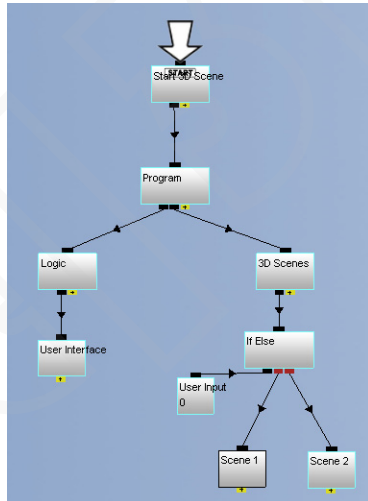 START
Start 3D Scene
Program
Logic
3D Scenes
User Interface
If Else
User Input
0
Scene 1
Scene 2